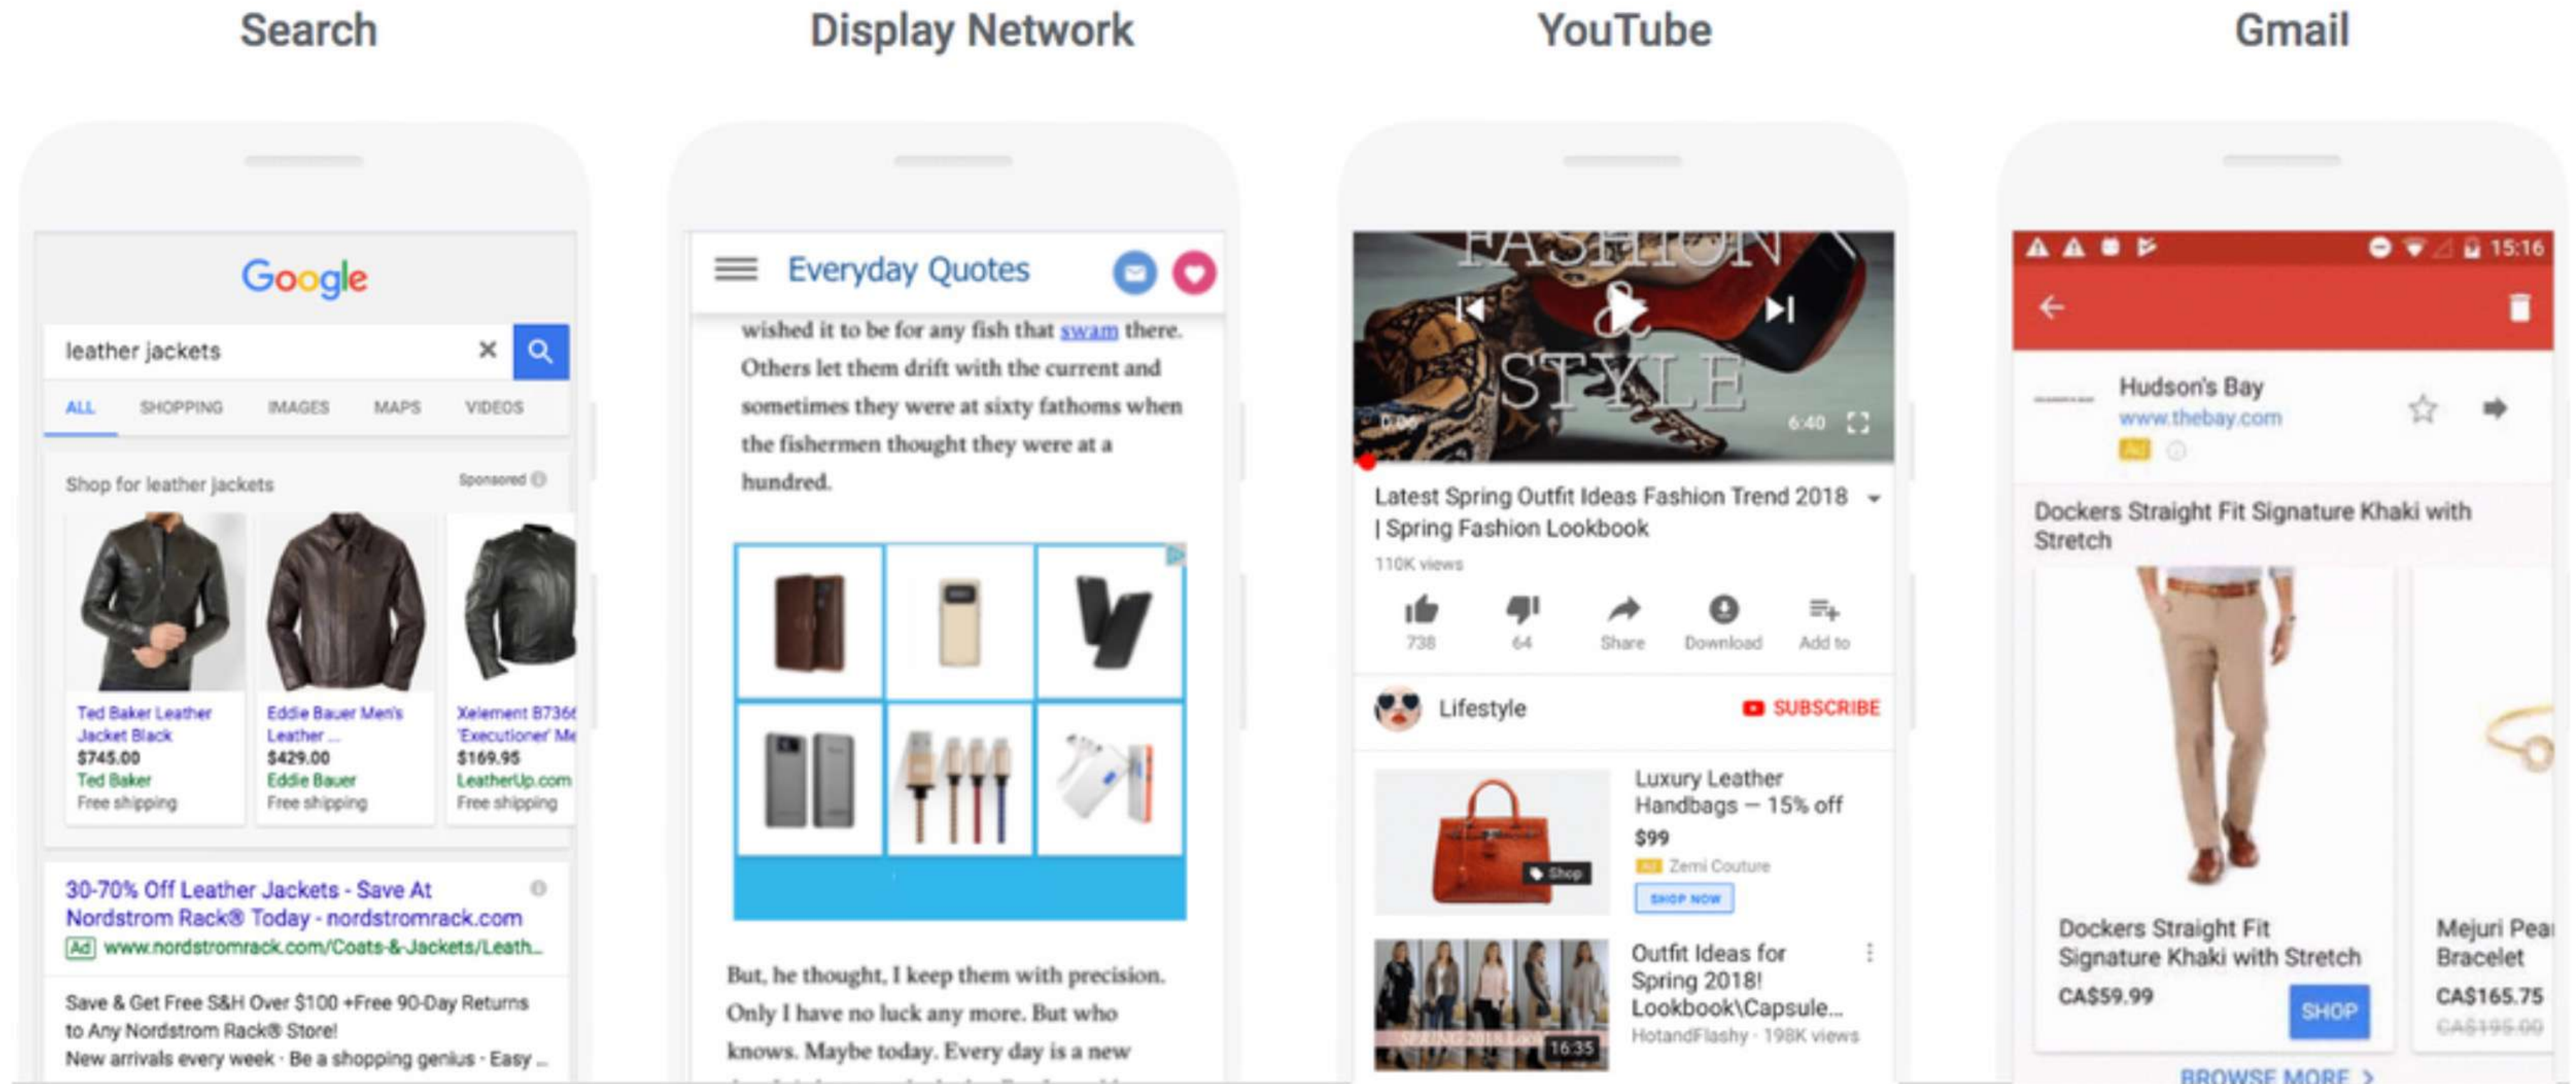 Search
Display Network
YouTube
Gmail
Google
leather jackets
ALL SHOPPING IMAGES MAPS VIDEOS
Shop for leather jackets
Sponsored
Ted Baker Leather
Jacket Black
$745.00
Ted Baker
Free shipping
Eddie Bauer Men's
Leather ...
$429.00
Eddie Bauer
Free shipping
Xelement B7366
'Executioner' Me
$169.95
LeatherUp.com
Free shipping
30-70% Off Leather Jackets - Save At
Nordstrom Rack® Today - nordstromrack.com
Ad www.nordstromrack.com/Coats-&-Jackets/Leath...
Save & Get Free S&H Over $100 +Free 90-Day Returns
to Any Nordstrom Rack® Store!
New arrivals every week · Be a shopping genius · Easy ...
Everyday Quotes
wished it to be for any fish that swam there.
Others let them drift with the current and
sometimes they were at sixty fathoms when
the fishermen thought they were at a
hundred.
But, he thought, I keep them with precision.
Only I have no luck any more. But who
knows. Maybe today. Every day is a new
FASHION
&
STYLE
0:00
6:40
Latest Spring Outfit Ideas Fashion Trend 2018
| Spring Fashion Lookbook
110K views
738 64 Share Download Add to
Lifestyle
SUBSCRIBE
Shop
Luxury Leather
Handbags — 15% off
$99
Ad Zemi Couture
SHOP NOW
SPRING 2018
16:35
Outfit Ideas for
Spring 2018!
Lookbook\Capsule...
HotandFlashy · 198K views
15:16
Hudson's Bay
www.thebay.com
Ad
Dockers Straight Fit Signature Khaki with
Stretch
Dockers Straight Fit
Signature Khaki with Stretch
CA$59.99
SHOP
Mejuri Pea
Bracelet
CA$165.75
CA$195.00
BROWSE MORE